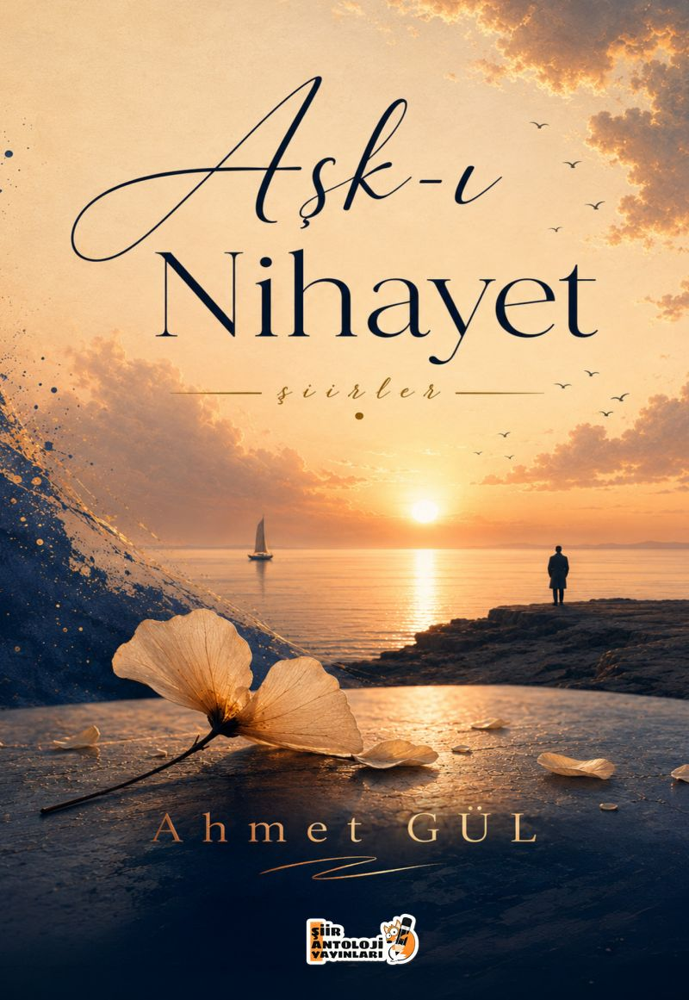 Aşk-ı
Nihayet
şiirler
Ahmet GÜL
ŞİİR
ANTOLOJİ
YAYINLARI